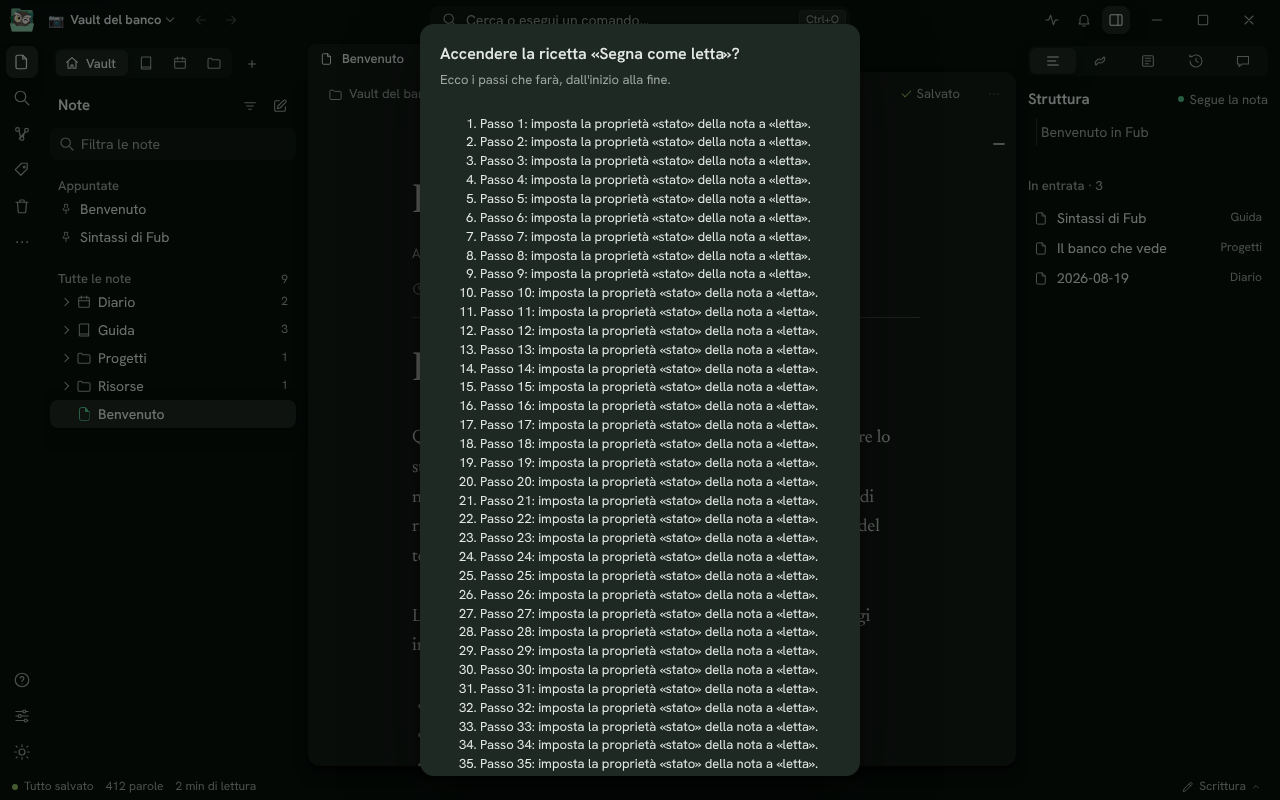 Vault del banco
Cerca o esegui un comando...
Ctrl+O
Vault
Note
Filtra le note
Appuntate
Benvenuto
Sintassi di Fub
Tutte le note 9
Diario 2
Guida 3
Progetti 1
Risorse 1
Benvenuto
Benvenuto
Vault del ba
Salvato
Accendere la ricetta «Segna come letta»?
Ecco i passi che farà, dall'inizio alla fine.
1. Passo 1: imposta la proprietà «stato» della nota a «letta».
2. Passo 2: imposta la proprietà «stato» della nota a «letta».
3. Passo 3: imposta la proprietà «stato» della nota a «letta».
4. Passo 4: imposta la proprietà «stato» della nota a «letta».
5. Passo 5: imposta la proprietà «stato» della nota a «letta».
6. Passo 6: imposta la proprietà «stato» della nota a «letta».
7. Passo 7: imposta la proprietà «stato» della nota a «letta».
8. Passo 8: imposta la proprietà «stato» della nota a «letta».
9. Passo 9: imposta la proprietà «stato» della nota a «letta».
10. Passo 10: imposta la proprietà «stato» della nota a «letta».
11. Passo 11: imposta la proprietà «stato» della nota a «letta».
12. Passo 12: imposta la proprietà «stato» della nota a «letta».
13. Passo 13: imposta la proprietà «stato» della nota a «letta».
14. Passo 14: imposta la proprietà «stato» della nota a «letta».
15. Passo 15: imposta la proprietà «stato» della nota a «letta».
16. Passo 16: imposta la proprietà «stato» della nota a «letta».
17. Passo 17: imposta la proprietà «stato» della nota a «letta».
18. Passo 18: imposta la proprietà «stato» della nota a «letta».
19. Passo 19: imposta la proprietà «stato» della nota a «letta».
20. Passo 20: imposta la proprietà «stato» della nota a «letta».
21. Passo 21: imposta la proprietà «stato» della nota a «letta».
22. Passo 22: imposta la proprietà «stato» della nota a «letta».
23. Passo 23: imposta la proprietà «stato» della nota a «letta».
24. Passo 24: imposta la proprietà «stato» della nota a «letta».
25. Passo 25: imposta la proprietà «stato» della nota a «letta».
26. Passo 26: imposta la proprietà «stato» della nota a «letta».
27. Passo 27: imposta la proprietà «stato» della nota a «letta».
28. Passo 28: imposta la proprietà «stato» della nota a «letta».
29. Passo 29: imposta la proprietà «stato» della nota a «letta».
30. Passo 30: imposta la proprietà «stato» della nota a «letta».
31. Passo 31: imposta la proprietà «stato» della nota a «letta».
32. Passo 32: imposta la proprietà «stato» della nota a «letta».
33. Passo 33: imposta la proprietà «stato» della nota a «letta».
34. Passo 34: imposta la proprietà «stato» della nota a «letta».
35. Passo 35: imposta la proprietà «stato» della nota a «letta».
re lo
di
del
gi
Struttura
Segue la nota
Benvenuto in Fub
In entrata · 3
Sintassi di Fub Guida
Il banco che vede Progetti
2026-08-19 Diario
Tutto salvato 412 parole 2 min di lettura
Scrittura